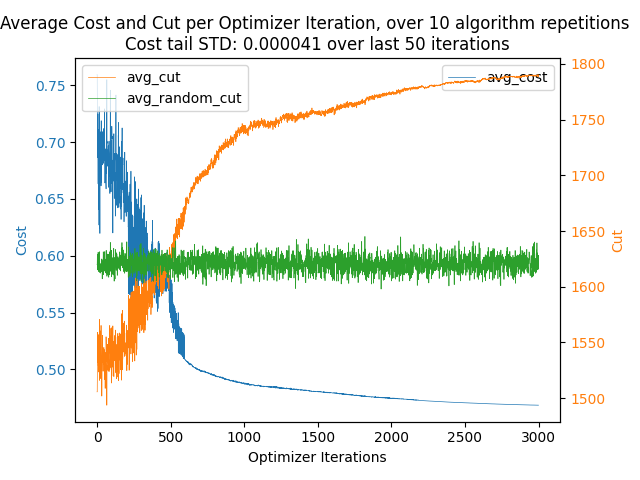 Average Cost and Cut per Optimizer Iteration, over 10 algorithm repetitions
Cost tail STD: 0.000041 over last 50 iterations
avg_cut
avg_random_cut
avg_cost
0.75
0.70
0.65
0.60
0.55
0.50
Cost
1800
1750
1700
1650
1600
1550
1500
Cut
0
500
1000
1500
2000
2500
3000
Optimizer Iterations